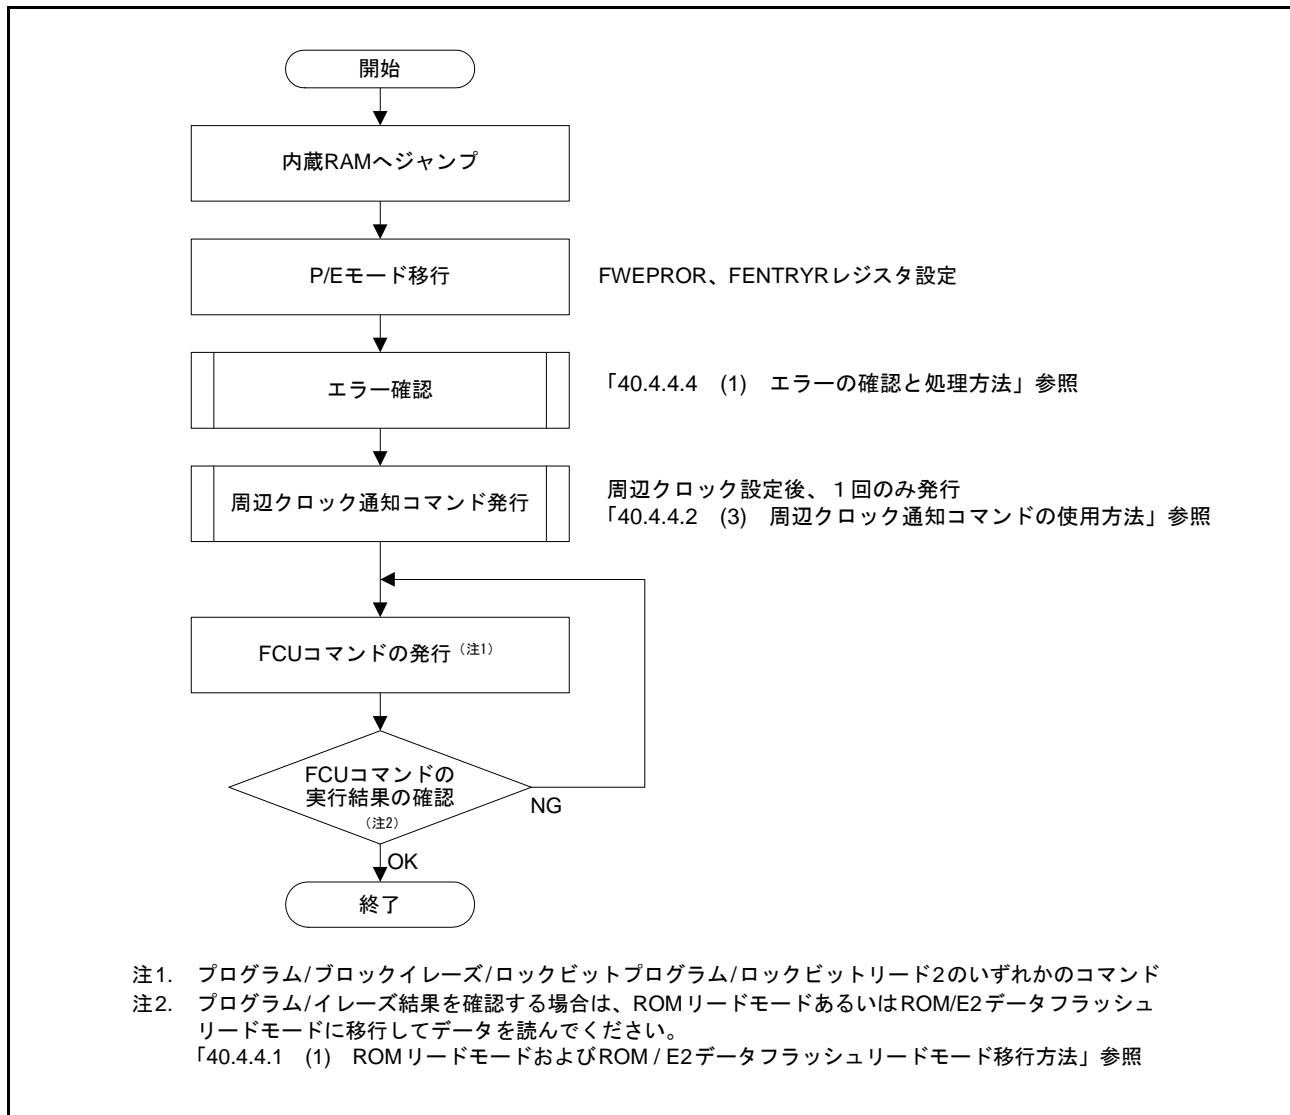 開始
内蔵RAMへジャンプ
P/Eモード移行
FWEPROR、FENTRYRレジスタ設定
エラー確認
「40.4.4.4 (1) エラーの確認と処理方法」参照
周辺クロック通知コマンド発行
周辺クロック設定後、１回のみ発行
「40.4.4.2 (3) 周辺クロック通知コマンドの使用方法」参照
FCUコマンドの発行（注1）
FCUコマンドの
実行結果の確認
（注2）
NG
OK
終了
注1. プログラム/ブロックイレーズ/ロックビットプログラム/ロックビットリード2のいずれかのコマンド
注2. プログラム/イレーズ結果を確認する場合は、ROMリードモードあるいはROM/E2データフラッシュ
リードモードに移行してデータを読んでください。
「40.4.4.1 (1) ROMリードモードおよびROM / E2データフラッシュリードモード移行方法」参照